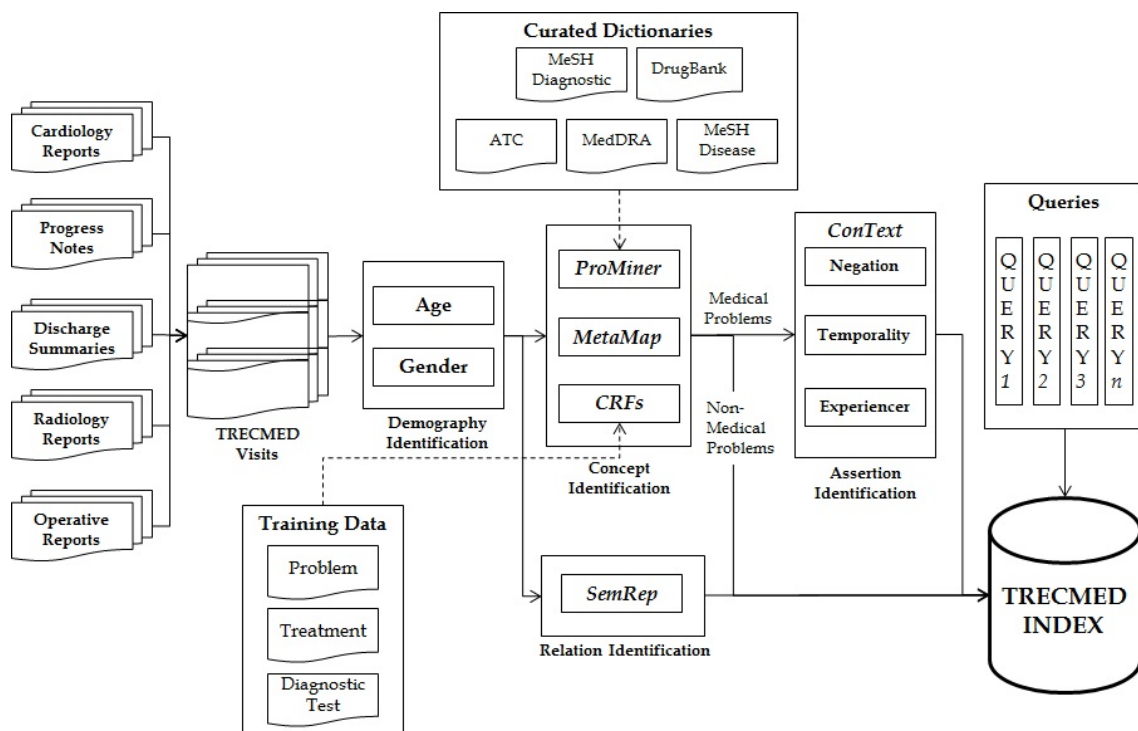 Curated Dictionaries
MeSH
Diagnostic
DrugBank
ATC
MedDRA
MeSH
Disease
Cardiology
Reports
Progress
Notes
Discharge
Summaries
Radiology
Reports
Operative
Reports
TRECMED
Visits
Age
Gender
Demography
Identification
ProMiner
MetaMap
CRFs
Concept
Identification
Medical
Problems
Non-
Medical
Problems
ConText
Negation
Temporality
Experiencer
Assertion
Identification
Queries
QUERY1
QUERY2
QUERY3
QUERYn
Training Data
Problem
Treatment
Diagnostic
Test
SemRep
Relation Identification
TRECMED
INDEX